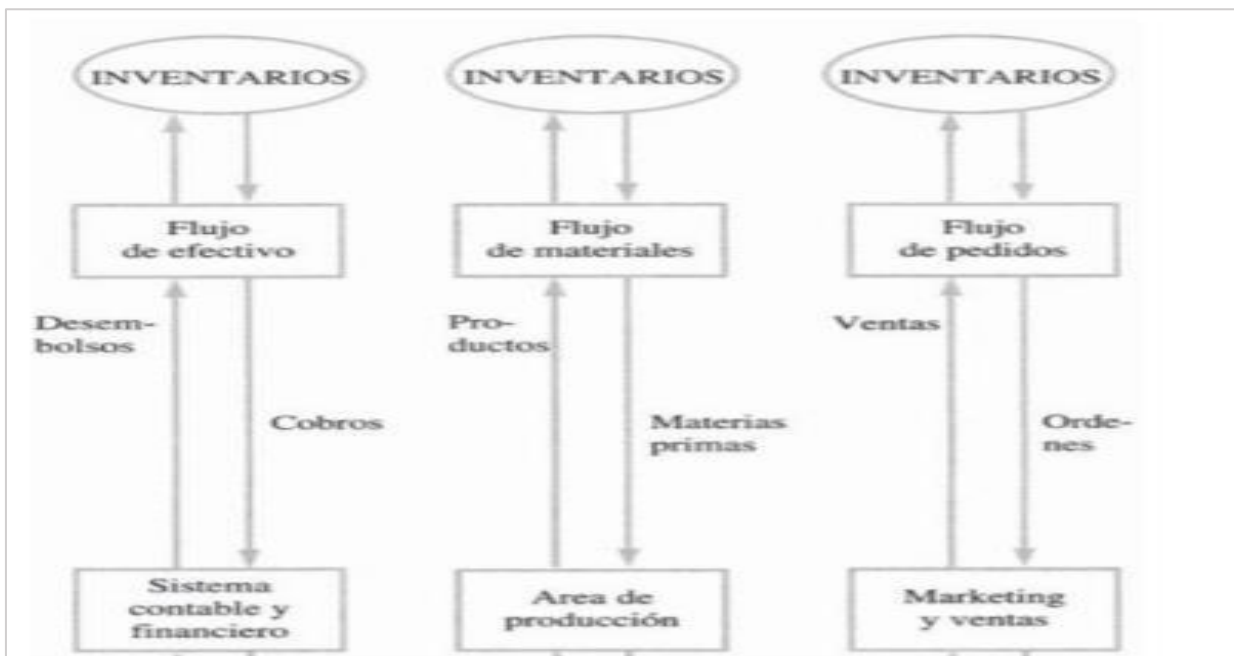 INVENTARIOS
INVENTARIOS
INVENTARIOS
Flujo
de efectivo
Flujo
de materiales
Flujo
de pedidos
Desem-
bolsos
Pro-
ductos
Ventas
Cobros
Materias
primas
Orde-
nes
Sistema
contable y
financiero
Area de
producción
Marketing
y ventas